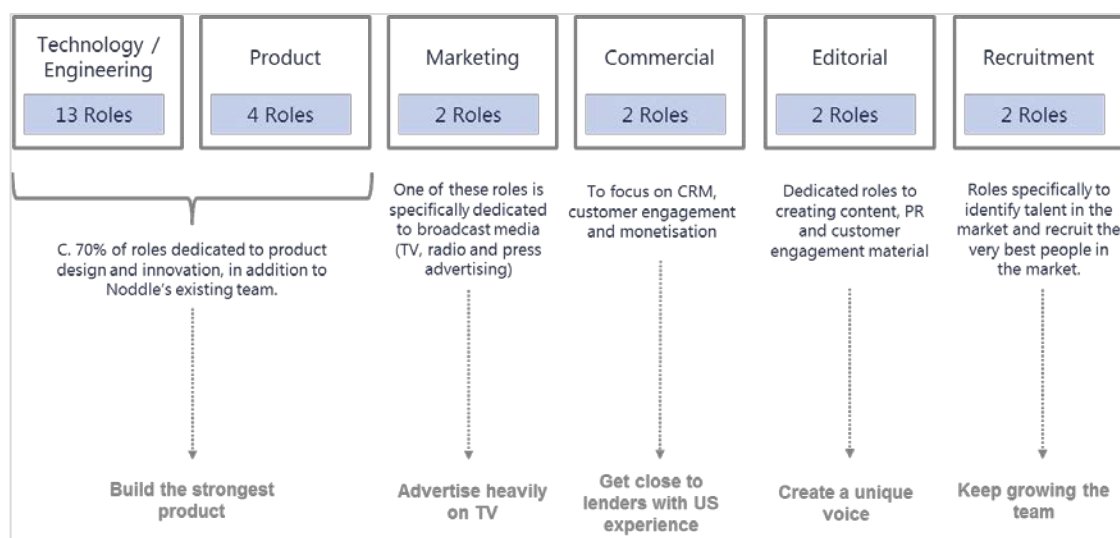 Technology /
Engineering
13 Roles
Product
4 Roles
Marketing
2 Roles
Commercial
2 Roles
Editorial
2 Roles
Recruitment
2 Roles
C. 70% of roles dedicated to product
design and innovation, in addition to
Noddle's existing team.
One of these roles is
specifically dedicated
to broadcast media
(TV, radio and press
advertising)
To focus on CRM,
customer engagement
and monetisation
Dedicated roles to
creating content, PR
and customer
engagement material
Roles specifically to
identify talent in the
market and recruit the
very best people in
the market.
Build the strongest
product
Advertise heavily
on TV
Get close to
lenders with US
experience
Create a unique
voice
Keep growing the
team